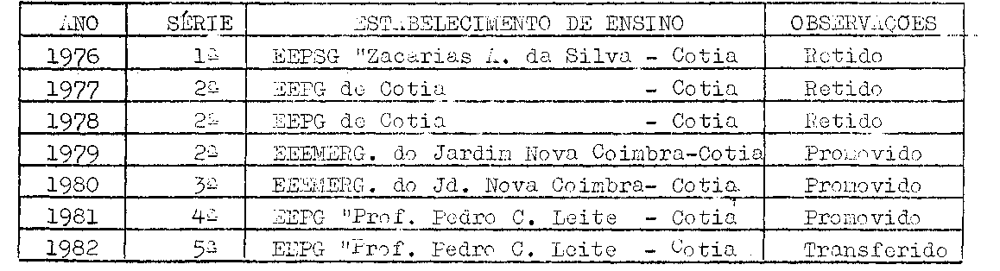 ANO SÉRIE ESTABELECIMENTO DE ENSINO OBSERVAÇOES
1976 1ª EEPSG "Zacarias A. da Silva - Cotia Retido
1977 2ª EEPG de Cotia - Cotia Retido
1978 2ª EEPG de Cotia - Cotia Retido
1979 2ª EEEMERG. do Jardim Nova Coimbra-Cotia Promovido
1980 3ª EEEMERG. do Jd. Nova Coimbra- Cotia Promovido
1981 4ª EEPG "Prof. Pedro C. Leite - Cotia Promovido
1982 5ª EEPG "Prof. Pedro C. Leite - Cotia Transferido